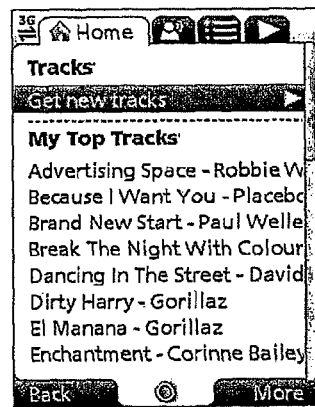 3G
Home
Tracks
Get new tracks
My Top Tracks
Advertising Space - Robbie W
Because I Want You - Placebo
Brand New Start - Paul Welle
Break The Night With Colour
Dancing In The Street - David
Dirty Harry - Gorillaz
El Manana - Gorillaz
Enchantment - Corinne Bailey
Back
More